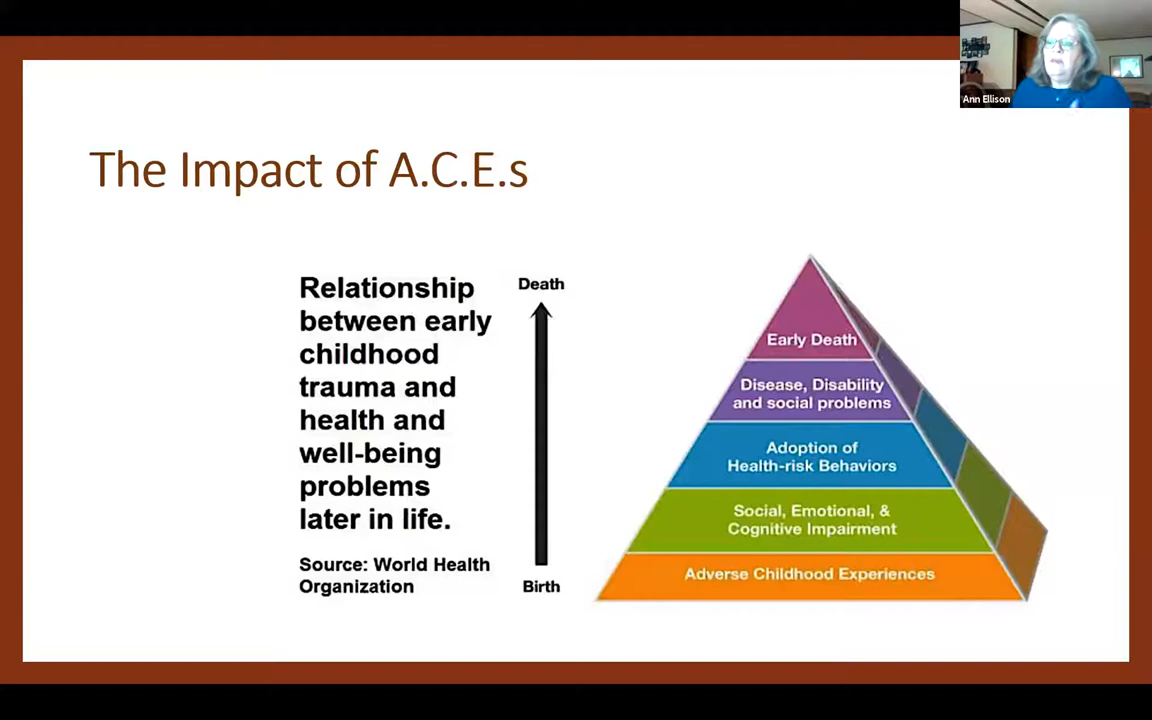 Ann Ellison
The Impact of A.C.E.s
Relationship
between early
childhood
trauma and
health and
well-being
problems
later in life.
Source: World Health
Organization
Death
Birth
Early Death
Disease, Disability
and social problems
Adoption of
Health-risk Behaviors
Social, Emotional, &
Cognitive Impairment
Adverse Childhood Experiences